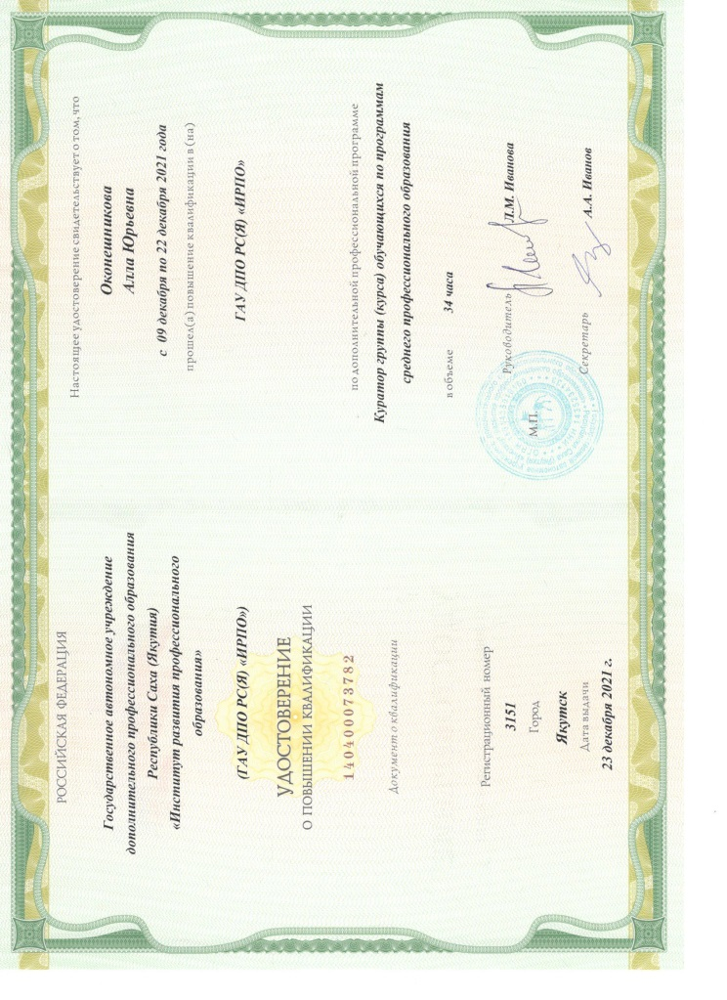 РОССИЙСКАЯ ФЕДЕРАЦИЯ
Государственное автономное учреждение
дополнительного профессионального образования
Республики Саха (Якутия)
«Институт развития профессионального
образования»
(ГАУ ДПО РС(Я) «ИРПО»)
УДОСТОВЕРЕНИЕ
О ПОВЫШЕНИИ КВАЛИФИКАЦИИ
140400073782
Документ о квалификации
Регистрационный номер
3151
Город
Якутск
Дата выдачи
23 декабря 2021 г.
Настоящее удостоверение свидетельствует о том, что
Оконешникова
Алла Юрьевна
с 09 декабря по 22 декабря 2021 года
прошел(а) повышение квалификации в (на)
ГАУ ДПО РС(Я) «ИРПО»
по дополнительной профессиональной программе
Куратор группы (курса) обучающихся по программам
среднего профессионального образования
в объеме 34 часа
М.П.
Руководитель Л.М. Иванова
Секретарь А.А. Иванов